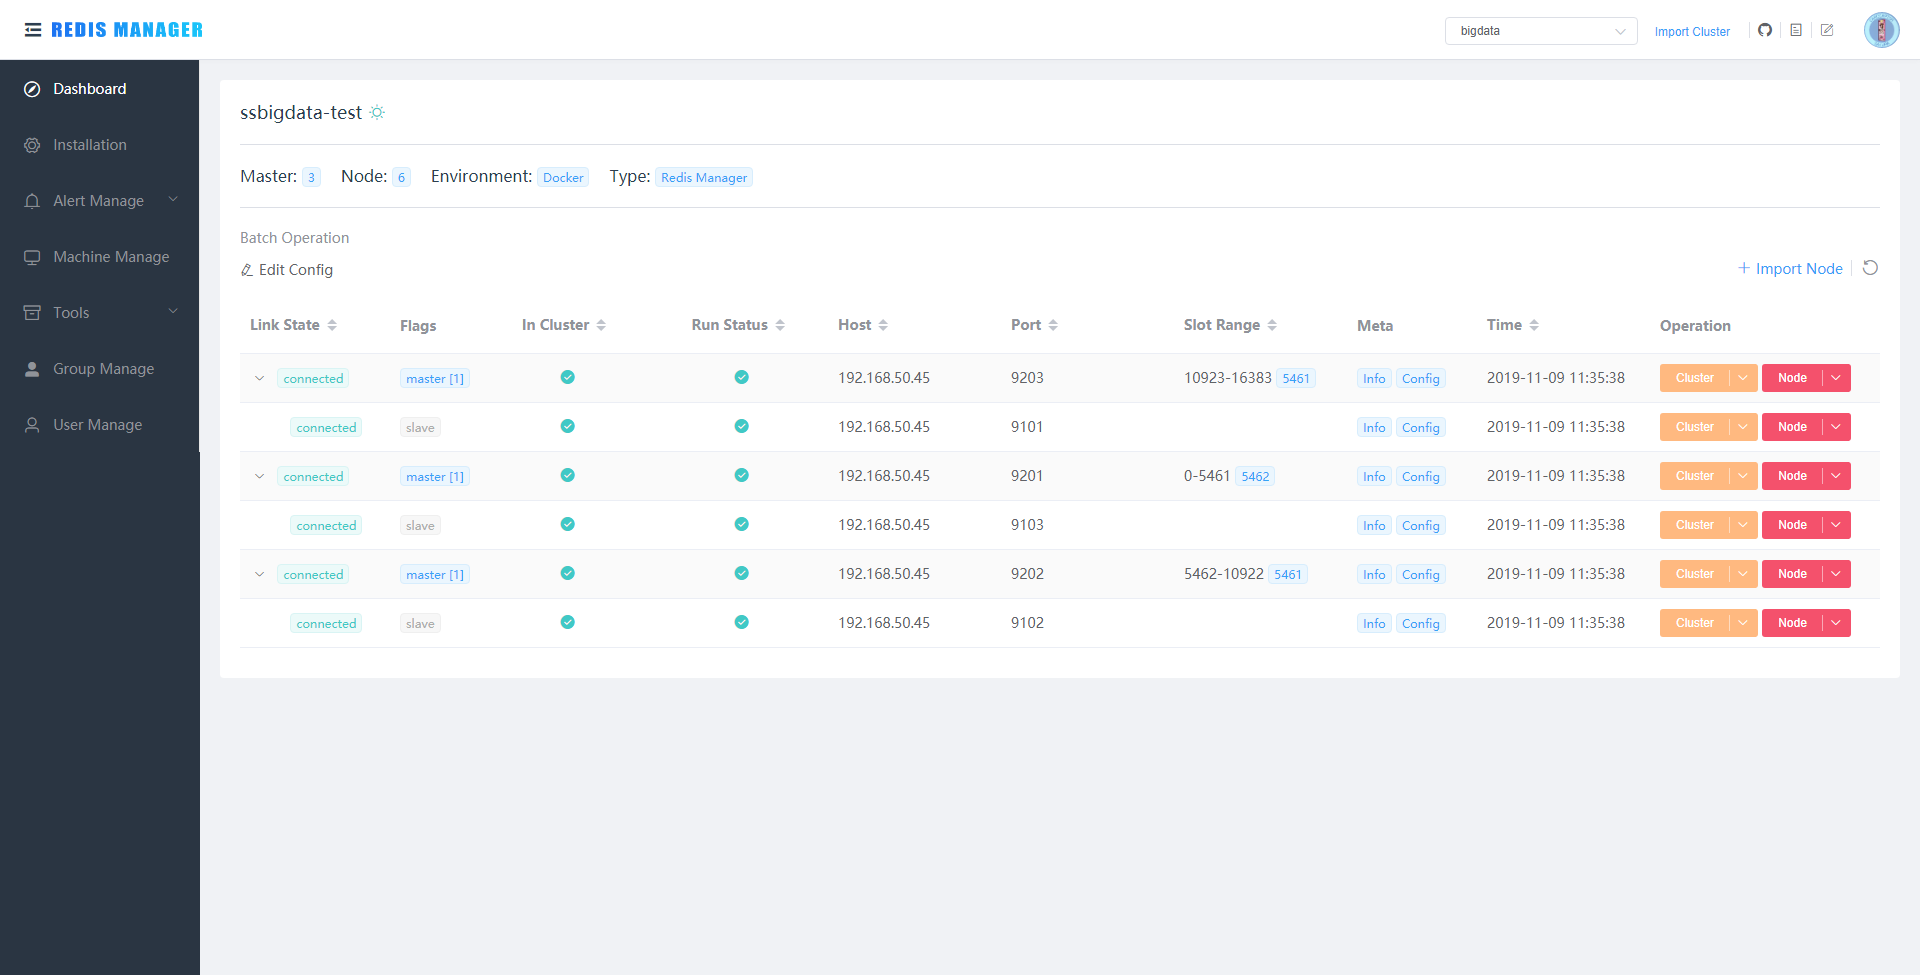 REDIS MANAGER
bigdata
Import Cluster
Dashboard
Installation
Alert Manage
Machine Manage
Tools
Group Manage
User Manage
ssbigdata-test
Master: 3 Node: 6 Environment: Docker Type: Redis Manager
Batch Operation
Edit Config
Import Node
Link State Flags In Cluster Run Status Host Port Slot Range Meta Time Operation
connected master [1] 192.168.50.45 9203 10923-16383 5461 Info Config 2019-11-09 11:35:38 Cluster Node
connected slave 192.168.50.45 9101 Info Config 2019-11-09 11:35:38 Cluster Node
connected master [1] 192.168.50.45 9201 0-5461 5462 Info Config 2019-11-09 11:35:38 Cluster Node
connected slave 192.168.50.45 9103 Info Config 2019-11-09 11:35:38 Cluster Node
connected master [1] 192.168.50.45 9202 5462-10922 5461 Info Config 2019-11-09 11:35:38 Cluster Node
connected slave 192.168.50.45 9102 Info Config 2019-11-09 11:35:38 Cluster Node